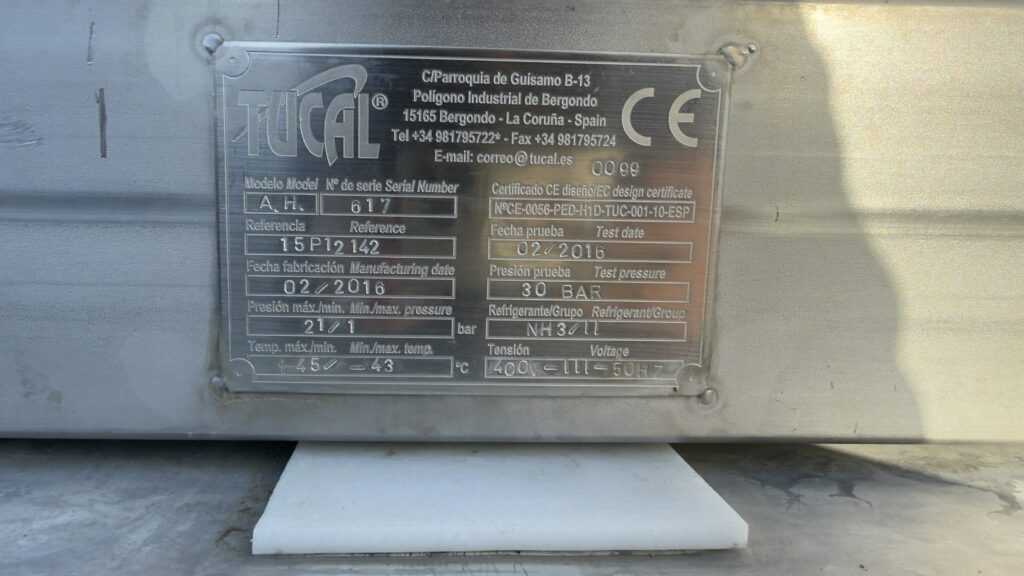 TUCAL®
C/Parroquia de Guísamo B-13
Polígono Industrial de Bergondo
15165 Bergondo - La Coruña - Spain
Tel +34 981795722* - Fax +34 981795724
E-mail: correo@tucal.es
CE
0099
Modelo Model Nº de serie Serial Number
A.H. 617
Referencia Reference
15P12142
Fecha fabricación Manufacturing date
02/2016
Presión máx./min. Min./max. pressure
21/1 bar
Temp. máx./min. Min./max. temp.
+45/-43 ºC
Certificado CE diseño/EC design certificate
NºCE-0056-PED-H1D-TUC-001-10-ESP
Fecha prueba Test date
02/2016
Presión prueba Test pressure
30 BAR
Refrigerante/Grupo Refrigerant/Group
NH3/II
Tensión Voltage
400V-III-50HZ